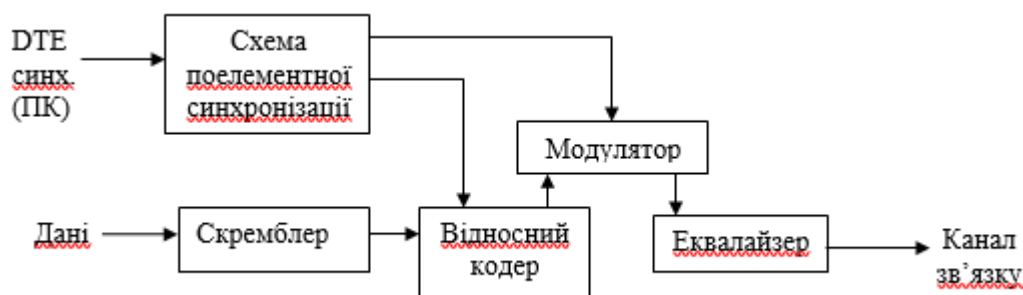 DTE
синх.
(ПК)
Схема
поелементної
синхронізації
Модулятор
Дані
Скремблер
Відносний
кодер
Еквалайзер
Канал
зв’язку